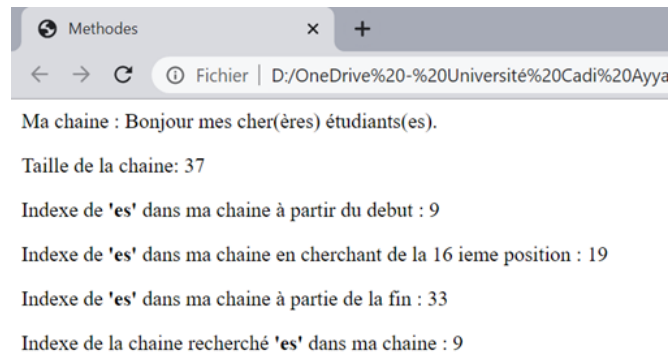 Methodes
Fichier | D:/OneDrive%20-%20Université%20Cadi%20Ayya
Ma chaine : Bonjour mes cher(ères) étudiants(es).
Taille de la chaine: 37
Indexe de 'es' dans ma chaine à partir du debut : 9
Indexe de 'es' dans ma chaine en cherchant de la 16 ieme position : 19
Indexe de 'es' dans ma chaine à partie de la fin : 33
Indexe de la chaine recherché 'es' dans ma chaine : 9